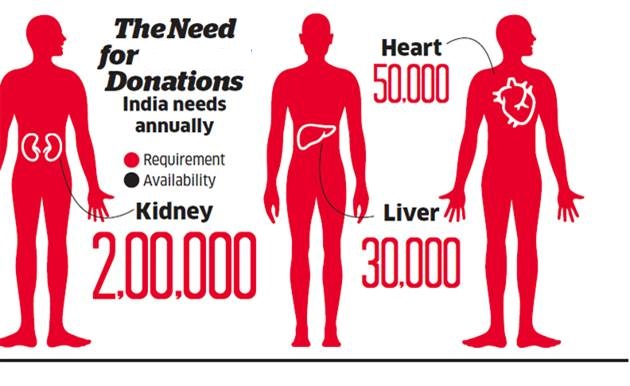 The Need
for
Donations
India needs
annually
Requirement
Availability
Kidney
2,00,000
Liver
30,000
Heart
50,000